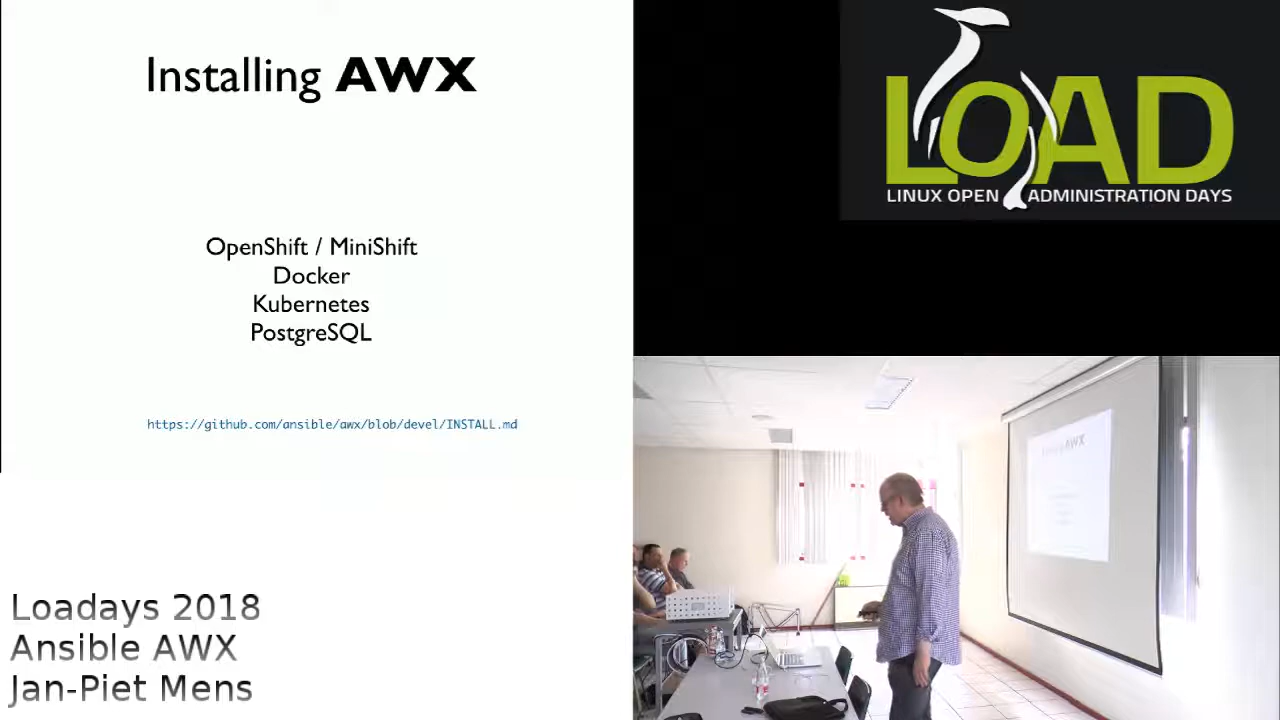 Installing AWX
OpenShift / MiniShift
Docker
Kubernetes
PostgreSQL
https://github.com/ansible/awx/blob/devel/INSTALL.md
LOAD
LINUX OPEN ADMINISTRATION DAYS
Loadays 2018
Ansible AWX
Jan-Piet Mens